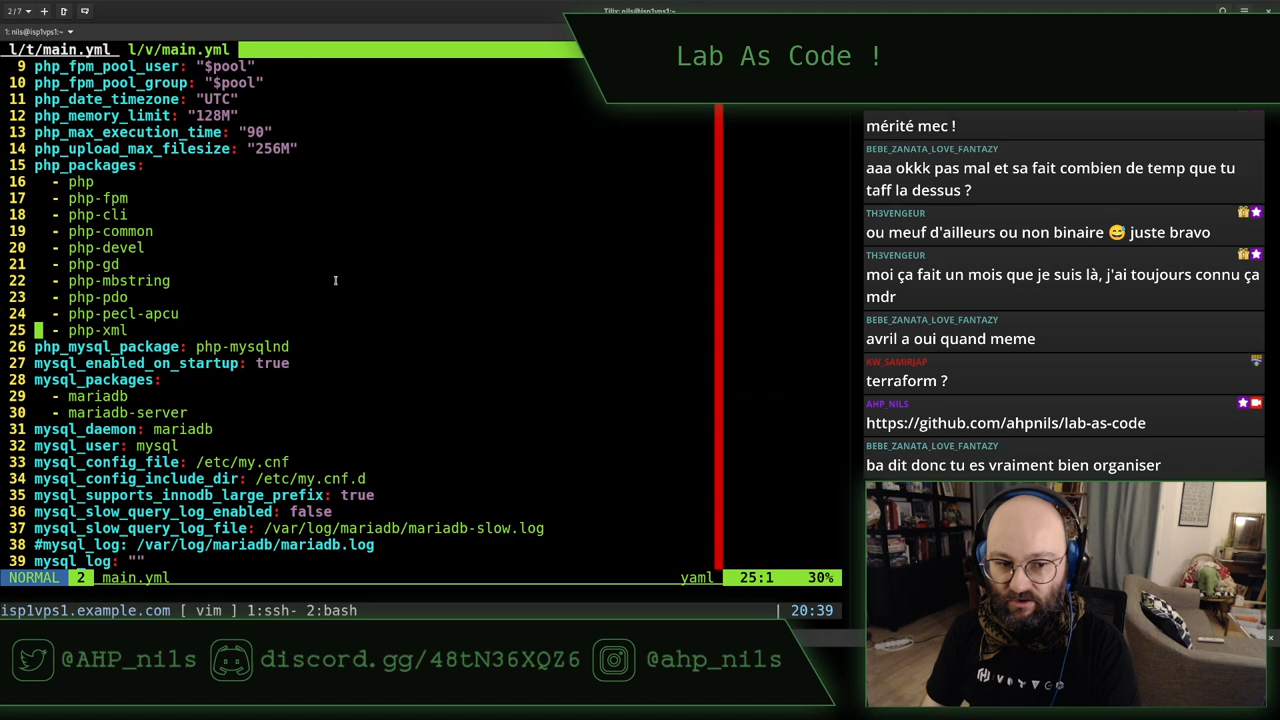 2/7
Tilix: nils@isp1vps1:~
1: nils@isp1vps1:~
l/t/main.yml  l/v/main.yml
9 php_fpm_pool_user: "$pool"
10 php_fpm_pool_group: "$pool"
11 php_date_timezone: "UTC"
12 php_memory_limit: "128M"
13 php_max_execution_time: "90"
14 php_upload_max_filesize: "256M"
15 php_packages:
16   - php
17   - php-fpm
18   - php-cli
19   - php-common
20   - php-devel
21   - php-gd
22   - php-mbstring
23   - php-pdo
24   - php-pecl-apcu
25   - php-xml
26 php_mysql_package: php-mysqlnd
27 mysql_enabled_on_startup: true
28 mysql_packages:
29   - mariadb
30   - mariadb-server
31 mysql_daemon: mariadb
32 mysql_user: mysql
33 mysql_config_file: /etc/my.cnf
34 mysql_config_include_dir: /etc/my.cnf.d
35 mysql_supports_innodb_large_prefix: true
36 mysql_slow_query_log_enabled: false
37 mysql_slow_query_log_file: /var/log/mariadb/mariadb-slow.log
38 #mysql_log: /var/log/mariadb/mariadb.log
39 mysql_log: ""
NORMAL 2 main.yml yaml 25:1 30%
isp1vps1.example.com [ vim ] 1:ssh- 2:bash | 20:39
Lab As Code !
mérité mec !
BEBE_ZANATA_LOVE_FANTAZY
aaa okkk pas mal et sa fait combien de temp que tu
taff la dessus ?
TH3VENGEUR
ou meuf d'ailleurs ou non binaire 😅 juste bravo
TH3VENGEUR
moi ça fait un mois que je suis là, j'ai toujours connu ça
mdr
BEBE_ZANATA_LOVE_FANTAZY
avril a oui quand meme
KW_SAMIRJAP
terraform ?
AHP_NILS
https://github.com/ahpnils/lab-as-code
BEBE_ZANATA_LOVE_FANTAZY
ba dit donc tu es vraiment bien organiser
@AHP_nils discord.gg/48tN36XQZ6 @ahp_nils